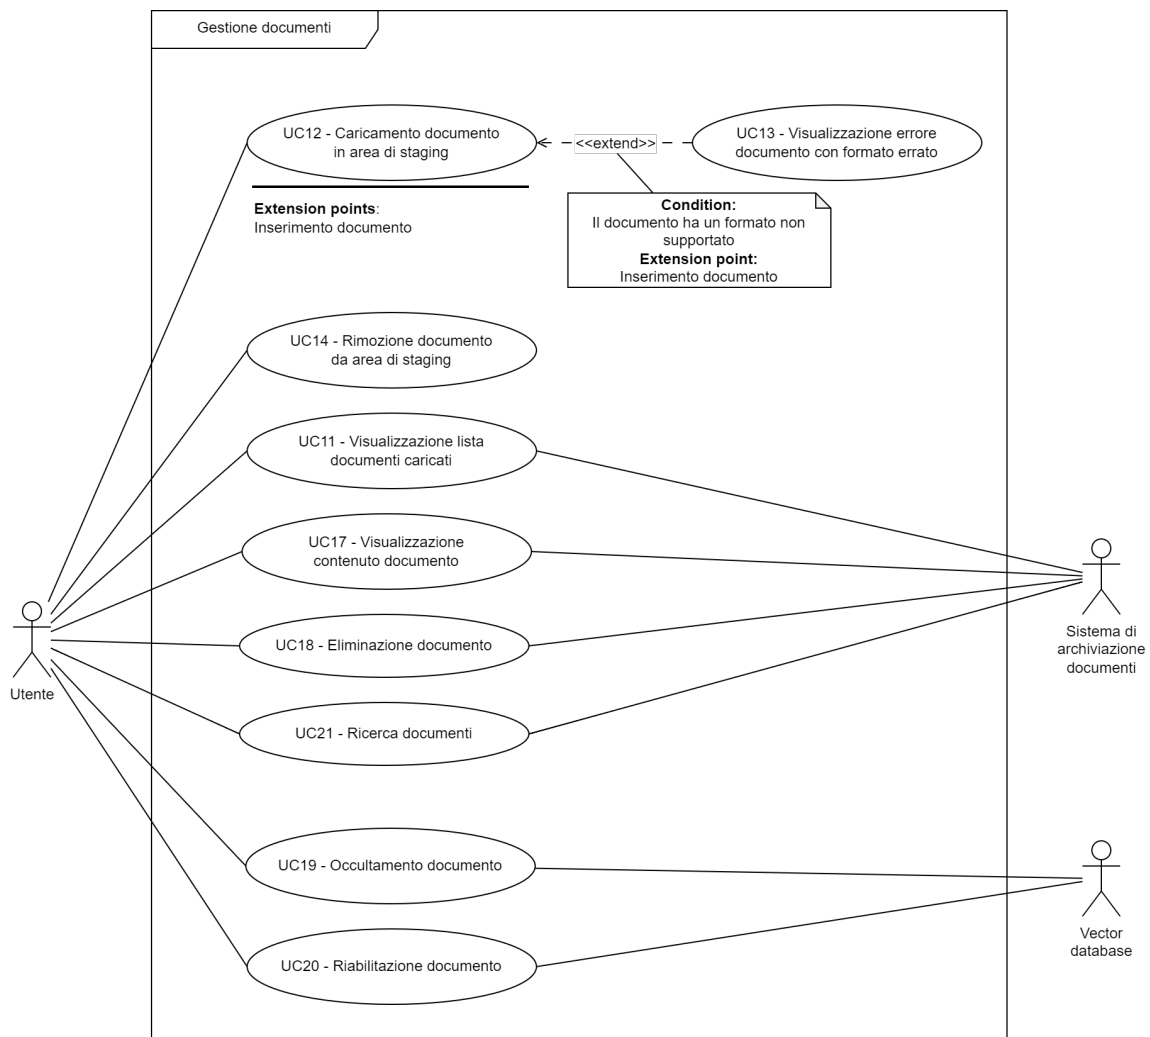 Gestione documenti
UC12 - Caricamento documento
in area di staging
<<extend>>
UC13 - Visualizzazione errore
documento con formato errato
Extension points:
Inserimento documento
Condition:
Il documento ha un formato non
supportato
Extension point:
Inserimento documento
UC14 - Rimozione documento
da area di staging
UC11 - Visualizzazione lista
documenti caricati
UC17 - Visualizzazione
contenuto documento
UC18 - Eliminazione documento
UC21 - Ricerca documenti
UC19 - Occultamento documento
UC20 - Riabilitazione documento
Utente
Sistema di
archiviazione
documenti
Vector
database